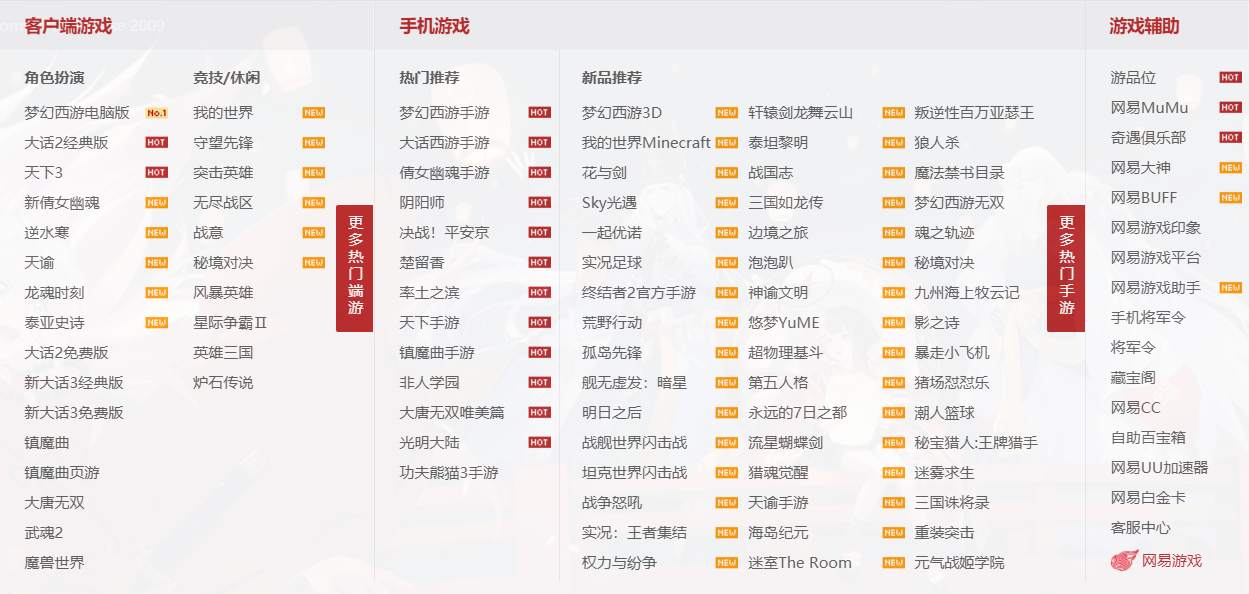 客户端游戏
角色扮演
梦幻西游电脑版 No.1
大话2经典版 HOT
天下3 HOT
新倩女幽魂 NEW
逆水寒 NEW
天谕 NEW
龙魂时刻 NEW
泰亚史诗 NEW
大话2免费版
新大话3经典版
新大话3免费版
镇魔曲
镇魔曲页游
大唐无双
武魂2
魔兽世界
竞技/休闲
我的世界 NEW
守望先锋 NEW
突击英雄 NEW
无尽战区 NEW
战意 NEW
秘境对决 NEW
风暴英雄
星际争霸Ⅱ
英雄三国
炉石传说
更多热门端游
手机游戏
热门推荐
梦幻西游手游 HOT
大话西游手游 HOT
倩女幽魂手游 HOT
阴阳师 HOT
决战！平安京 HOT
楚留香 HOT
率土之滨 HOT
天下手游 HOT
镇魔曲手游 HOT
非人学园 HOT
大唐无双唯美篇 HOT
光明大陆 HOT
功夫熊猫3手游
新品推荐
梦幻西游3D NEW
我的世界Minecraft NEW
花与剑 NEW
Sky光遇 NEW
一起优诺 NEW
实况足球 NEW
终结者2官方手游 NEW
荒野行动 NEW
孤岛先锋 NEW
舰无虚发：暗星 NEW
明日之后 NEW
战舰世界闪击战 NEW
坦克世界闪击战 NEW
战争怒吼 NEW
实况：王者集结 NEW
权力与纷争 NEW
轩辕剑龙舞云山 NEW
泰坦黎明 NEW
战国志 NEW
三国如龙传 NEW
边境之旅 NEW
泡泡趴 NEW
神谕文明 NEW
悠梦YuME NEW
超物理基斗 NEW
第五人格 NEW
永远的7日之都 NEW
流星蝴蝶剑 NEW
猎魂觉醒 NEW
天谕手游 NEW
海岛纪元 NEW
迷室The Room NEW
叛逆性百万亚瑟王
狼人杀
魔法禁书目录
梦幻西游无双
魂之轨迹
秘境对决
九州海上牧云记
影之诗
暴走小飞机
猪场怼怼乐
潮人篮球
秘宝猎人:王牌猎手
迷雾求生
三国诛将录
重装突击
元气战姬学院
更多热门手游
游戏辅助
游品位 HOT
网易MuMu HOT
奇遇俱乐部 HOT
网易大神 NEW
网易BUFF NEW
网易游戏印象
网易游戏平台
网易游戏助手 NEW
手机将军令
将军令
藏宝阁
网易CC
自助百宝箱
网易UU加速器
网易白金卡
客服中心
网易游戏